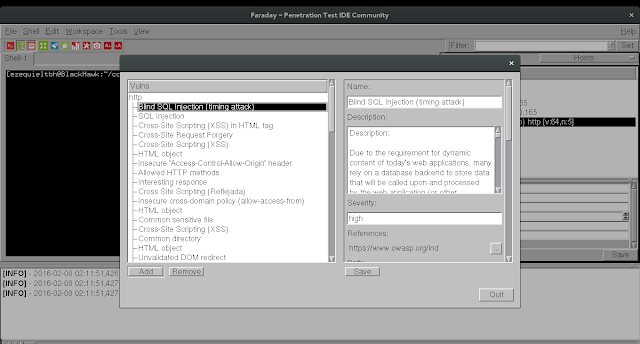 Faraday - Penetration Test IDE Community
File Shell Edit Workspace Tools View Help
Filter: Set
Shell-1
Hosts
[ezequieltbh@BlackHawk:~/
Vulns
http
Blind SQL Injection (timing attack)
SQL Injection
Cross-Site Scripting (XSS) in HTML tag
Cross-Site Request Forgery
Cross-Site Scripting (XSS)
HTML object
Insecure "Access-Control-Allow-Origin" header
Allowed HTTP methods
Interesting response
Cross Site Scripting (Reflejada)
Insecure cross-domain policy (allow-access-from)
HTML object
Common sensitive file
Cross-Site Scripting (XSS)
Common directory
HTML object
Unvalidated DOM redirect
Add Remove
Name:
Blind SQL Injection (timing attack)
Description:
Description:
Due to the requirement for dynamic
content of today's web applications, many
rely on a database backend to store data
that will be called upon and processed
by the web application (or other
Severity:
high
References:
https://www.owasp.org/ind
...
Save
Quit
65
.165
) http [v:64,n:5]
Save
[INFO] - 2016-02-08 02:11:51,426
[INFO] - 2016-02-08 02:11:51,427
[INFO] - 2016-02-08 02:11:51,427